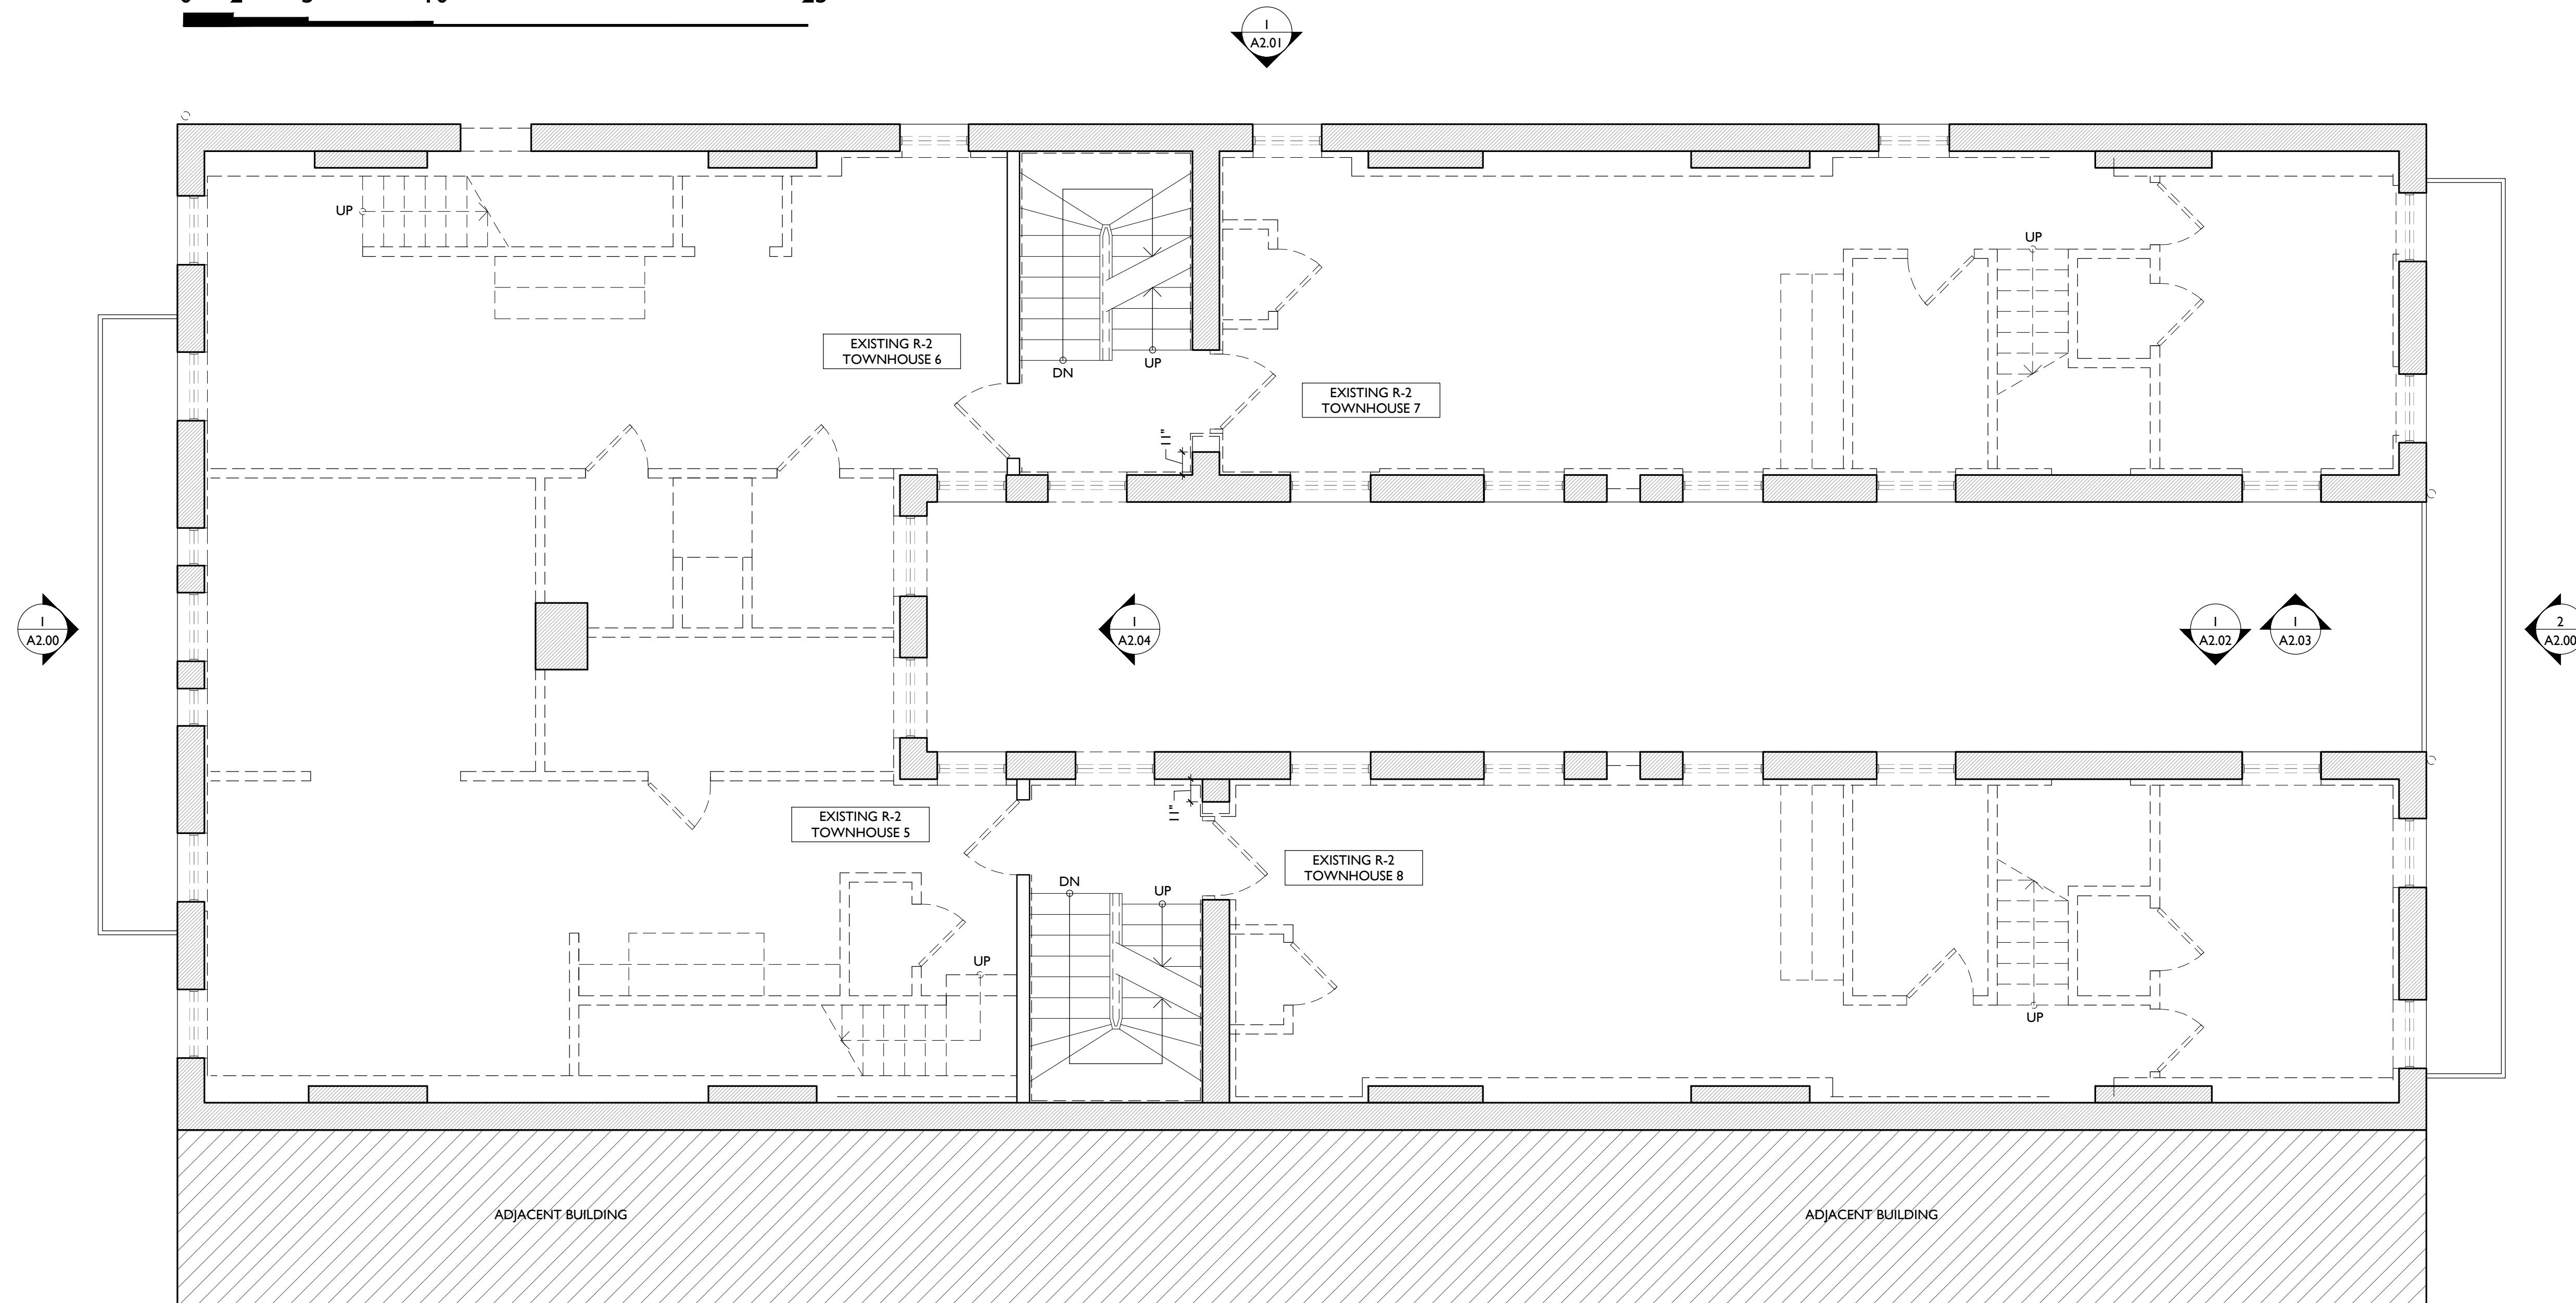 1
A2.01
UP
UP
EXISTING R-2
TOWNHOUSE 6
DN
UP
EXISTING R-2
TOWNHOUSE 7
11"
1
A2.00
1
A2.04
1
A2.02
1
A2.03
2
A2.00
11"
EXISTING R-2
TOWNHOUSE 5
EXISTING R-2
TOWNHOUSE 8
DN
UP
UP
UP
ADJACENT BUILDING
ADJACENT BUILDING